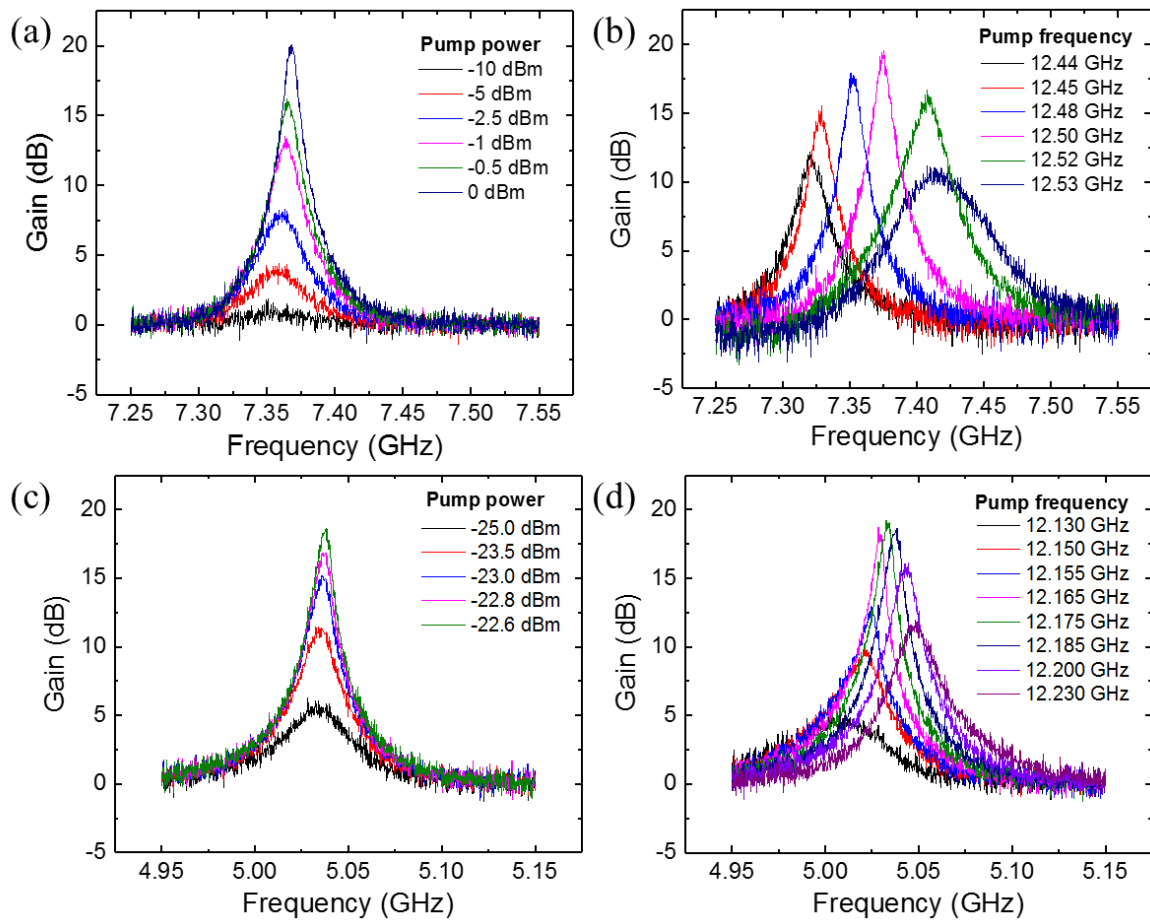 (a)
Pump power
-10 dBm
-5 dBm
-2.5 dBm
-1 dBm
-0.5 dBm
0 dBm
20
15
10
5
0
-5
Gain (dB)
7.25 7.30 7.35 7.40 7.45 7.50 7.55
Frequency (GHz)
(b)
Pump frequency
12.44 GHz
12.45 GHz
12.48 GHz
12.50 GHz
12.52 GHz
12.53 GHz
20
15
10
5
0
-5
Gain (dB)
7.25 7.30 7.35 7.40 7.45 7.50 7.55
Frequency (GHz)
(c)
Pump power
-25.0 dBm
-23.5 dBm
-23.0 dBm
-22.8 dBm
-22.6 dBm
20
15
10
5
0
-5
Gain (dB)
4.95 5.00 5.05 5.10 5.15
Frequency (GHz)
(d)
Pump frequency
12.130 GHz
12.150 GHz
12.155 GHz
12.165 GHz
12.175 GHz
12.185 GHz
12.200 GHz
12.230 GHz
20
15
10
5
0
-5
Gain (dB)
4.95 5.00 5.05 5.10 5.15
Frequency (GHz)